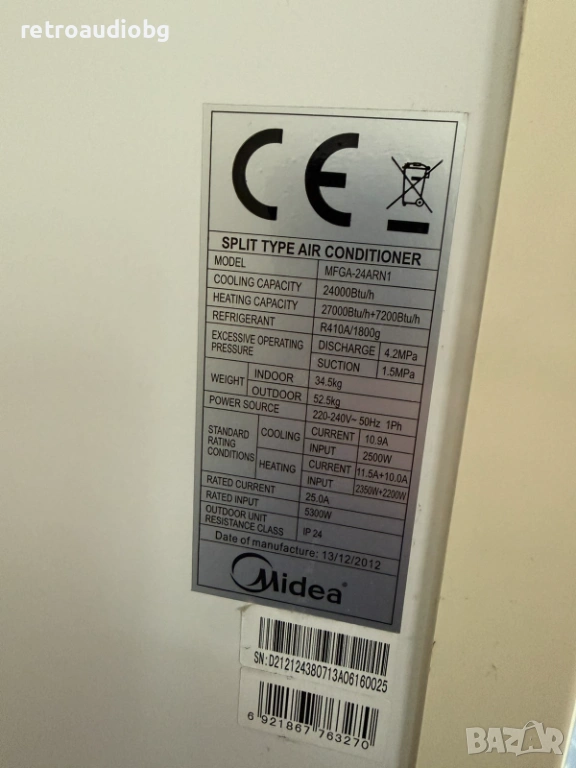 retroaudiobg
CE
SPLIT TYPE AIR CONDITIONER
MODEL MFGA-24ARN1
COOLING CAPACITY 24000Btu/h
HEATING CAPACITY 27000Btu/h+7200Btu/h
REFRIGERANT R410A/1800g
EXCESSIVE OPERATING PRESSURE DISCHARGE 4.2MPa
SUCTION 1.5MPa
WEIGHT INDOOR 34.5kg
OUTDOOR 52.5kg
POWER SOURCE 220-240V~ 50Hz 1Ph
STANDARD RATING CONDITIONS COOLING CURRENT 10.9A
INPUT 2500W
HEATING CURRENT 11.5A+10.0A
INPUT 2350W+2200W
RATED CURRENT 25.0A
RATED INPUT 5300W
OUTDOOR UNIT RESISTANCE CLASS IP 24
Date of manufacture: 13/12/2012
Midea®
SN:D212124380713A06160025
6 921867 763270
BAZAR